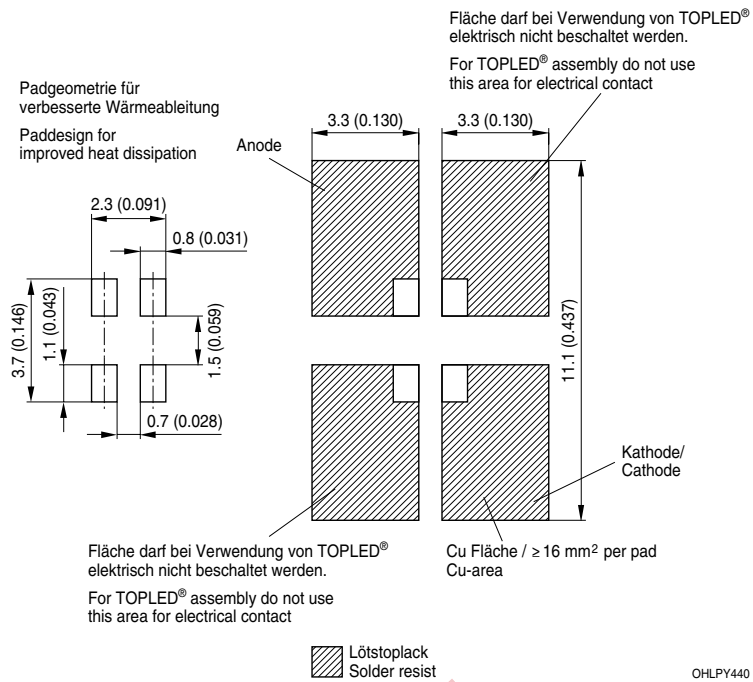 Fläche darf bei Verwendung von TOPLED®
elektrisch nicht beschaltet werden.
For TOPLED® assembly do not use
this area for electrical contact
Padgeometrie für
verbesserte Wärmeableitung
Paddesign for
improved heat dissipation
Anode
3.3 (0.130)
3.3 (0.130)
2.3 (0.091)
0.8 (0.031)
3.7 (0.146)
1.1 (0.043)
1.5 (0.059)
11.1 (0.437)
0.7 (0.028)
Kathode/
Cathode
Fläche darf bei Verwendung von TOPLED®
elektrisch nicht beschaltet werden.
For TOPLED® assembly do not use
this area for electrical contact
Cu Fläche / ≥ 16 mm² per pad
Cu-area
Lötstoplack
Solder resist
OHLPY440